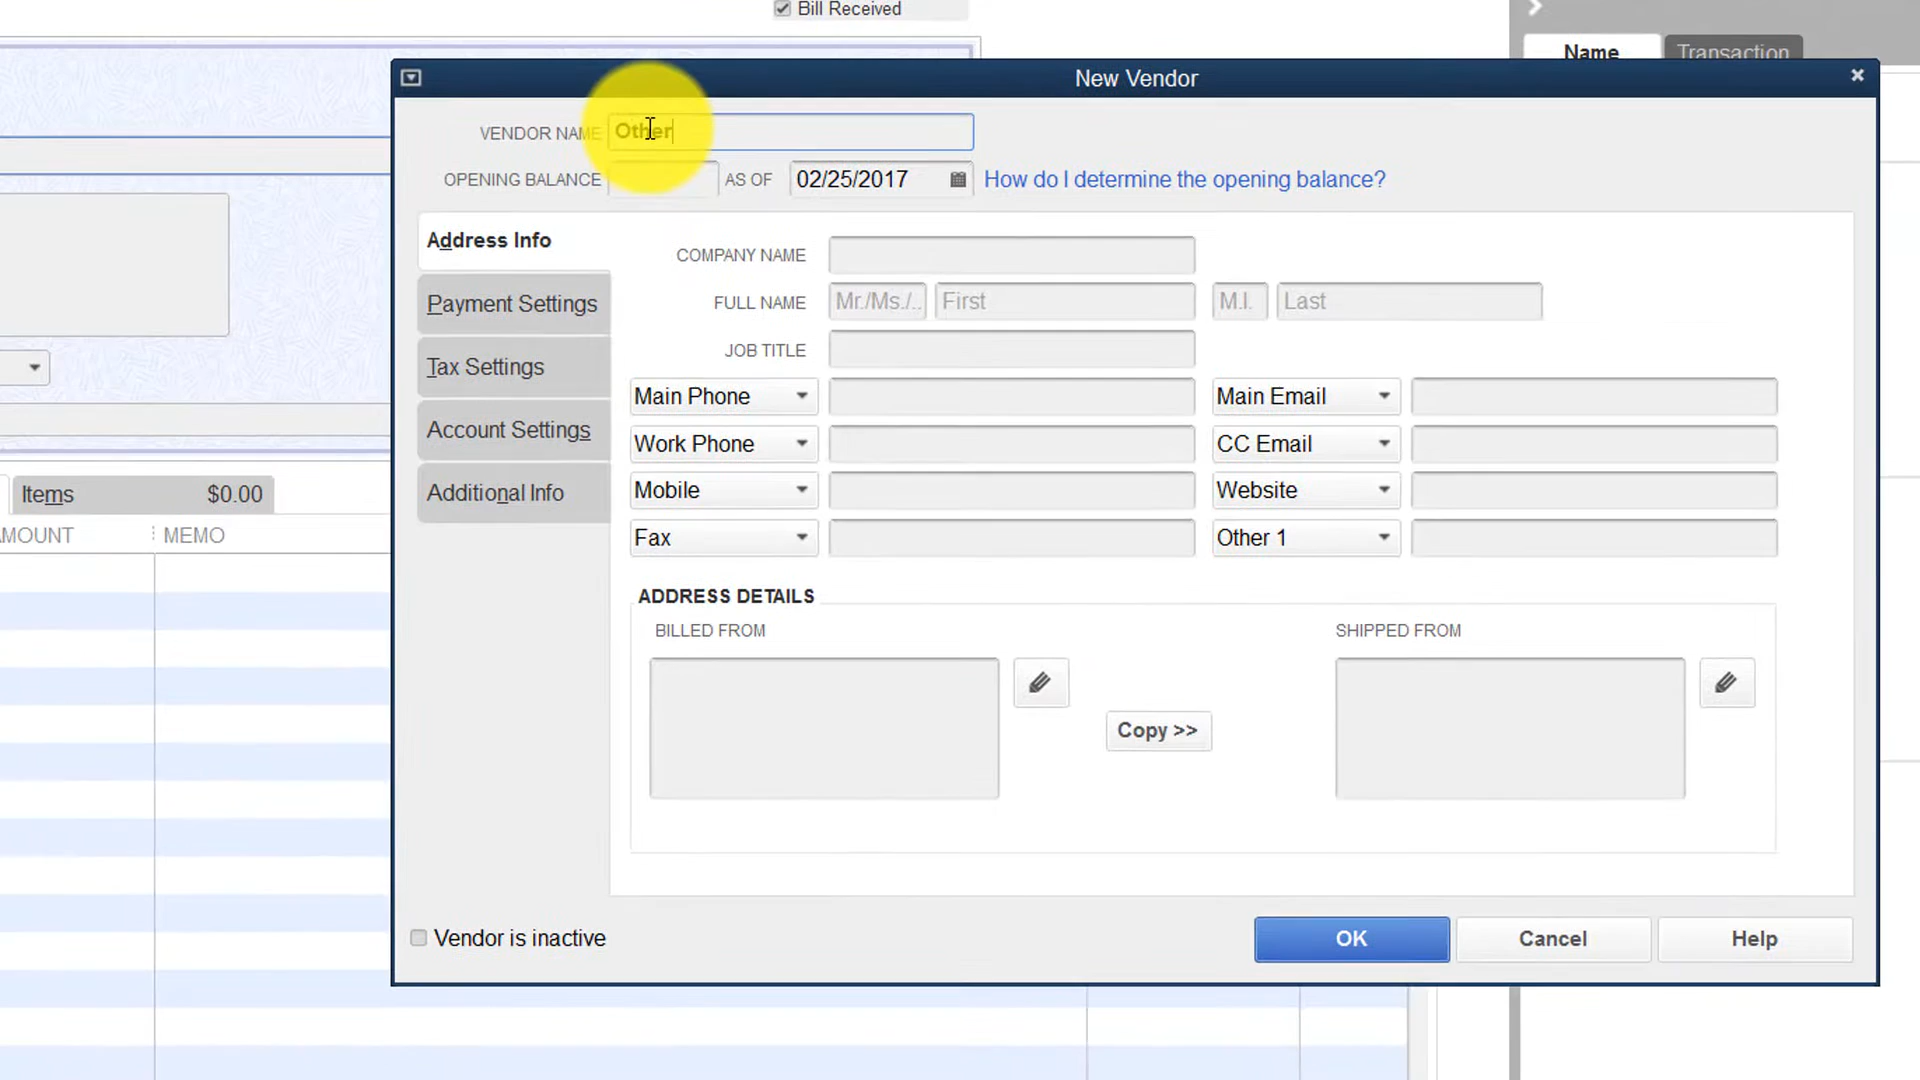 Bill Received
Name
Transaction
New Vendor
VENDOR NAME Other
OPENING BALANCE AS OF 02/25/2017 How do I determine the opening balance?
Address Info
Payment Settings
Tax Settings
Account Settings
Additional Info
COMPANY NAME
FULL NAME Mr./Ms./.. First M.I. Last
JOB TITLE
Main Phone Main Email
Work Phone CC Email
Mobile Website
Fax Other 1
ADDRESS DETAILS
BILLED FROM SHIPPED FROM
Copy >>
Vendor is inactive
OK Cancel Help
Items $0.00
MEMO